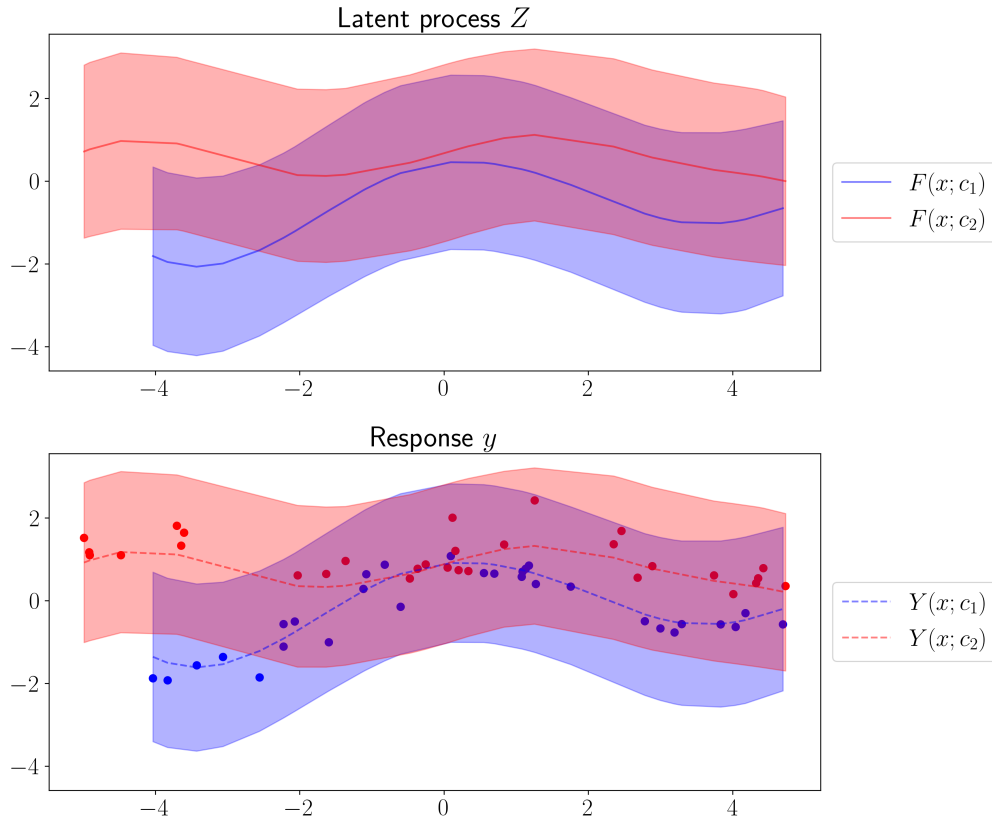 Latent process Z
2
0
−2
−4
−4 −2 0 2 4
F(x; c₁)
F(x; c₂)
Response y
2
0
−2
−4
−4 −2 0 2 4
Y(x; c₁)
Y(x; c₂)